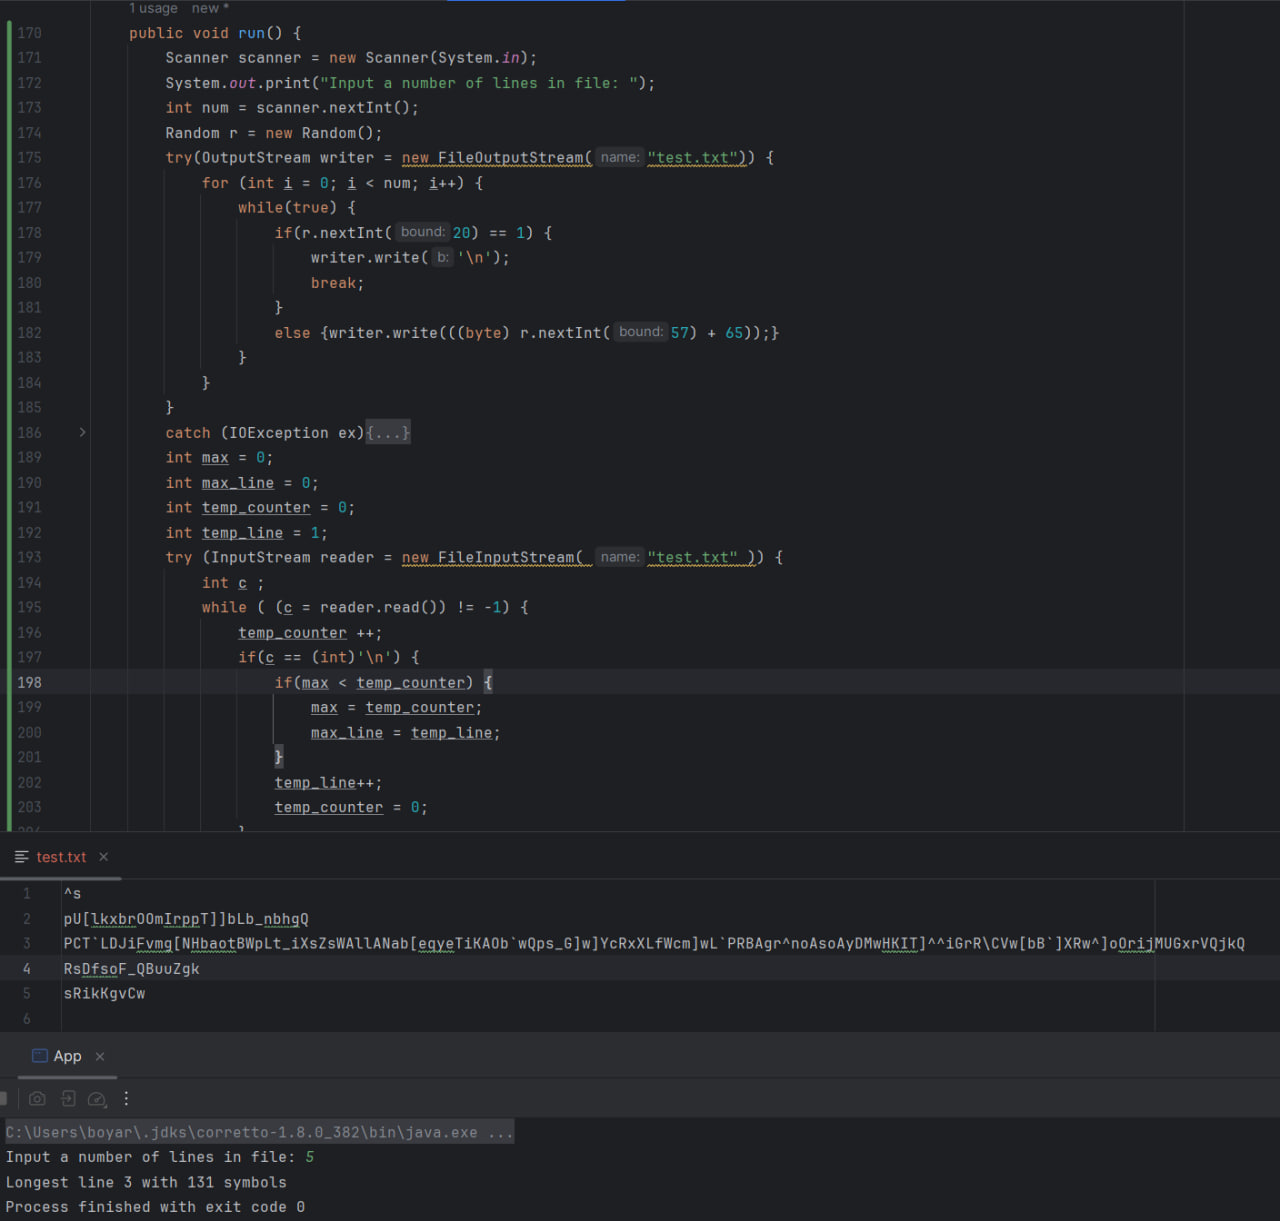 1 usage new *
170 public void run() {
171 Scanner scanner = new Scanner(System.in);
172 System.out.print("Input a number of lines in file: ");
173 int num = scanner.nextInt();
174 Random r = new Random();
175 try(OutputStream writer = new FileOutputStream( name: "test.txt")) {
176 for (int i = 0; i < num; i++) {
177 while(true) {
178 if(r.nextInt( bound: 20) == 1) {
179 writer.write( b: '\n');
180 break;
181 }
182 else {writer.write(((byte) r.nextInt( bound: 57) + 65));}
183 }
184 }
185 }
186 catch (IOException ex){...}
189 int max = 0;
190 int max_line = 0;
191 int temp_counter = 0;
192 int temp_line = 1;
193 try (InputStream reader = new FileInputStream( name: "test.txt" )) {
194 int c ;
195 while ( (c = reader.read()) != -1) {
196 temp_counter ++;
197 if(c == (int)'\n') {
198 if(max < temp_counter) {
199 max = temp_counter;
200 max_line = temp_line;
201 }
202 temp_line++;
203 temp_counter = 0;
204 }
test.txt
1 ^s
2 pU[lkxbrOOmIrppT]]bLb_nbhgQ
3 PCT`LDJiFvmq[NHbaotBWpLt_iXsZsWAllANab[eqyeTiKAOb`wQps_G]w]YcRxXLfWcm]wL`PRBAgr^noAsoAyDMwHKIT]^^iGrR\CVw[bB`]XRw^]oOrijMUGxrVQjkQ
4 RsDfsoF_QBuuZgk
5 sRikKgvCw
6
App
C:\Users\boyar\.jdks\corretto-1.8.0_382\bin\java.exe ...
Input a number of lines in file: 5
Longest line 3 with 131 symbols
Process finished with exit code 0